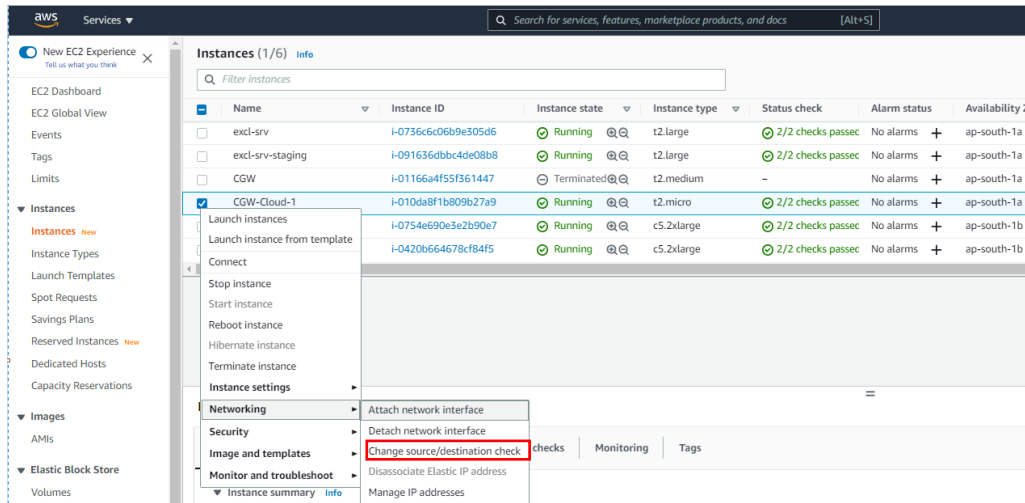 aws Services ▼ Search for services, features, marketplace products, and docs [Alt+S]
New EC2 Experience
Tell us what you think
EC2 Dashboard
EC2 Global View
Events
Tags
Limits
Instances
Instances New
Instance Types
Launch Templates
Spot Requests
Savings Plans
Reserved Instances New
Dedicated Hosts
Capacity Reservations
Images
AMIs
Elastic Block Store
Volumes
Instances (1/6) Info
Filter instances
Name Instance ID Instance state Instance type Status check Alarm status Availability
excl-srv i-0736c6c06b9e305d6 Running t2.large 2/2 checks passed No alarms + ap-south-1a
excl-srv-staging i-091636dbbc4de08b8 Running t2.large 2/2 checks passed No alarms + ap-south-1a
CGW i-01166a4f55f361447 Terminated t2.medium – No alarms + ap-south-1a
CGW-Cloud-1 i-010da8f1b809b27a9 Running t2.micro 2/2 checks passed No alarms + ap-south-1a
i-0754e690e3e2b90e7 Running c5.2xlarge 2/2 checks passed No alarms + ap-south-1b
i-0420b664678cf84f5 Running c5.2xlarge 2/2 checks passed No alarms + ap-south-1b
Launch instances
Launch instance from template
Connect
Stop instance
Start instance
Reboot instance
Hibernate instance
Terminate instance
Instance settings
Networking
Security
Image and templates
Monitor and troubleshoot
Attach network interface
Detach network interface
Change source/destination check
Disassociate Elastic IP address
Manage IP addresses
checks Monitoring Tags
Instance summary Info